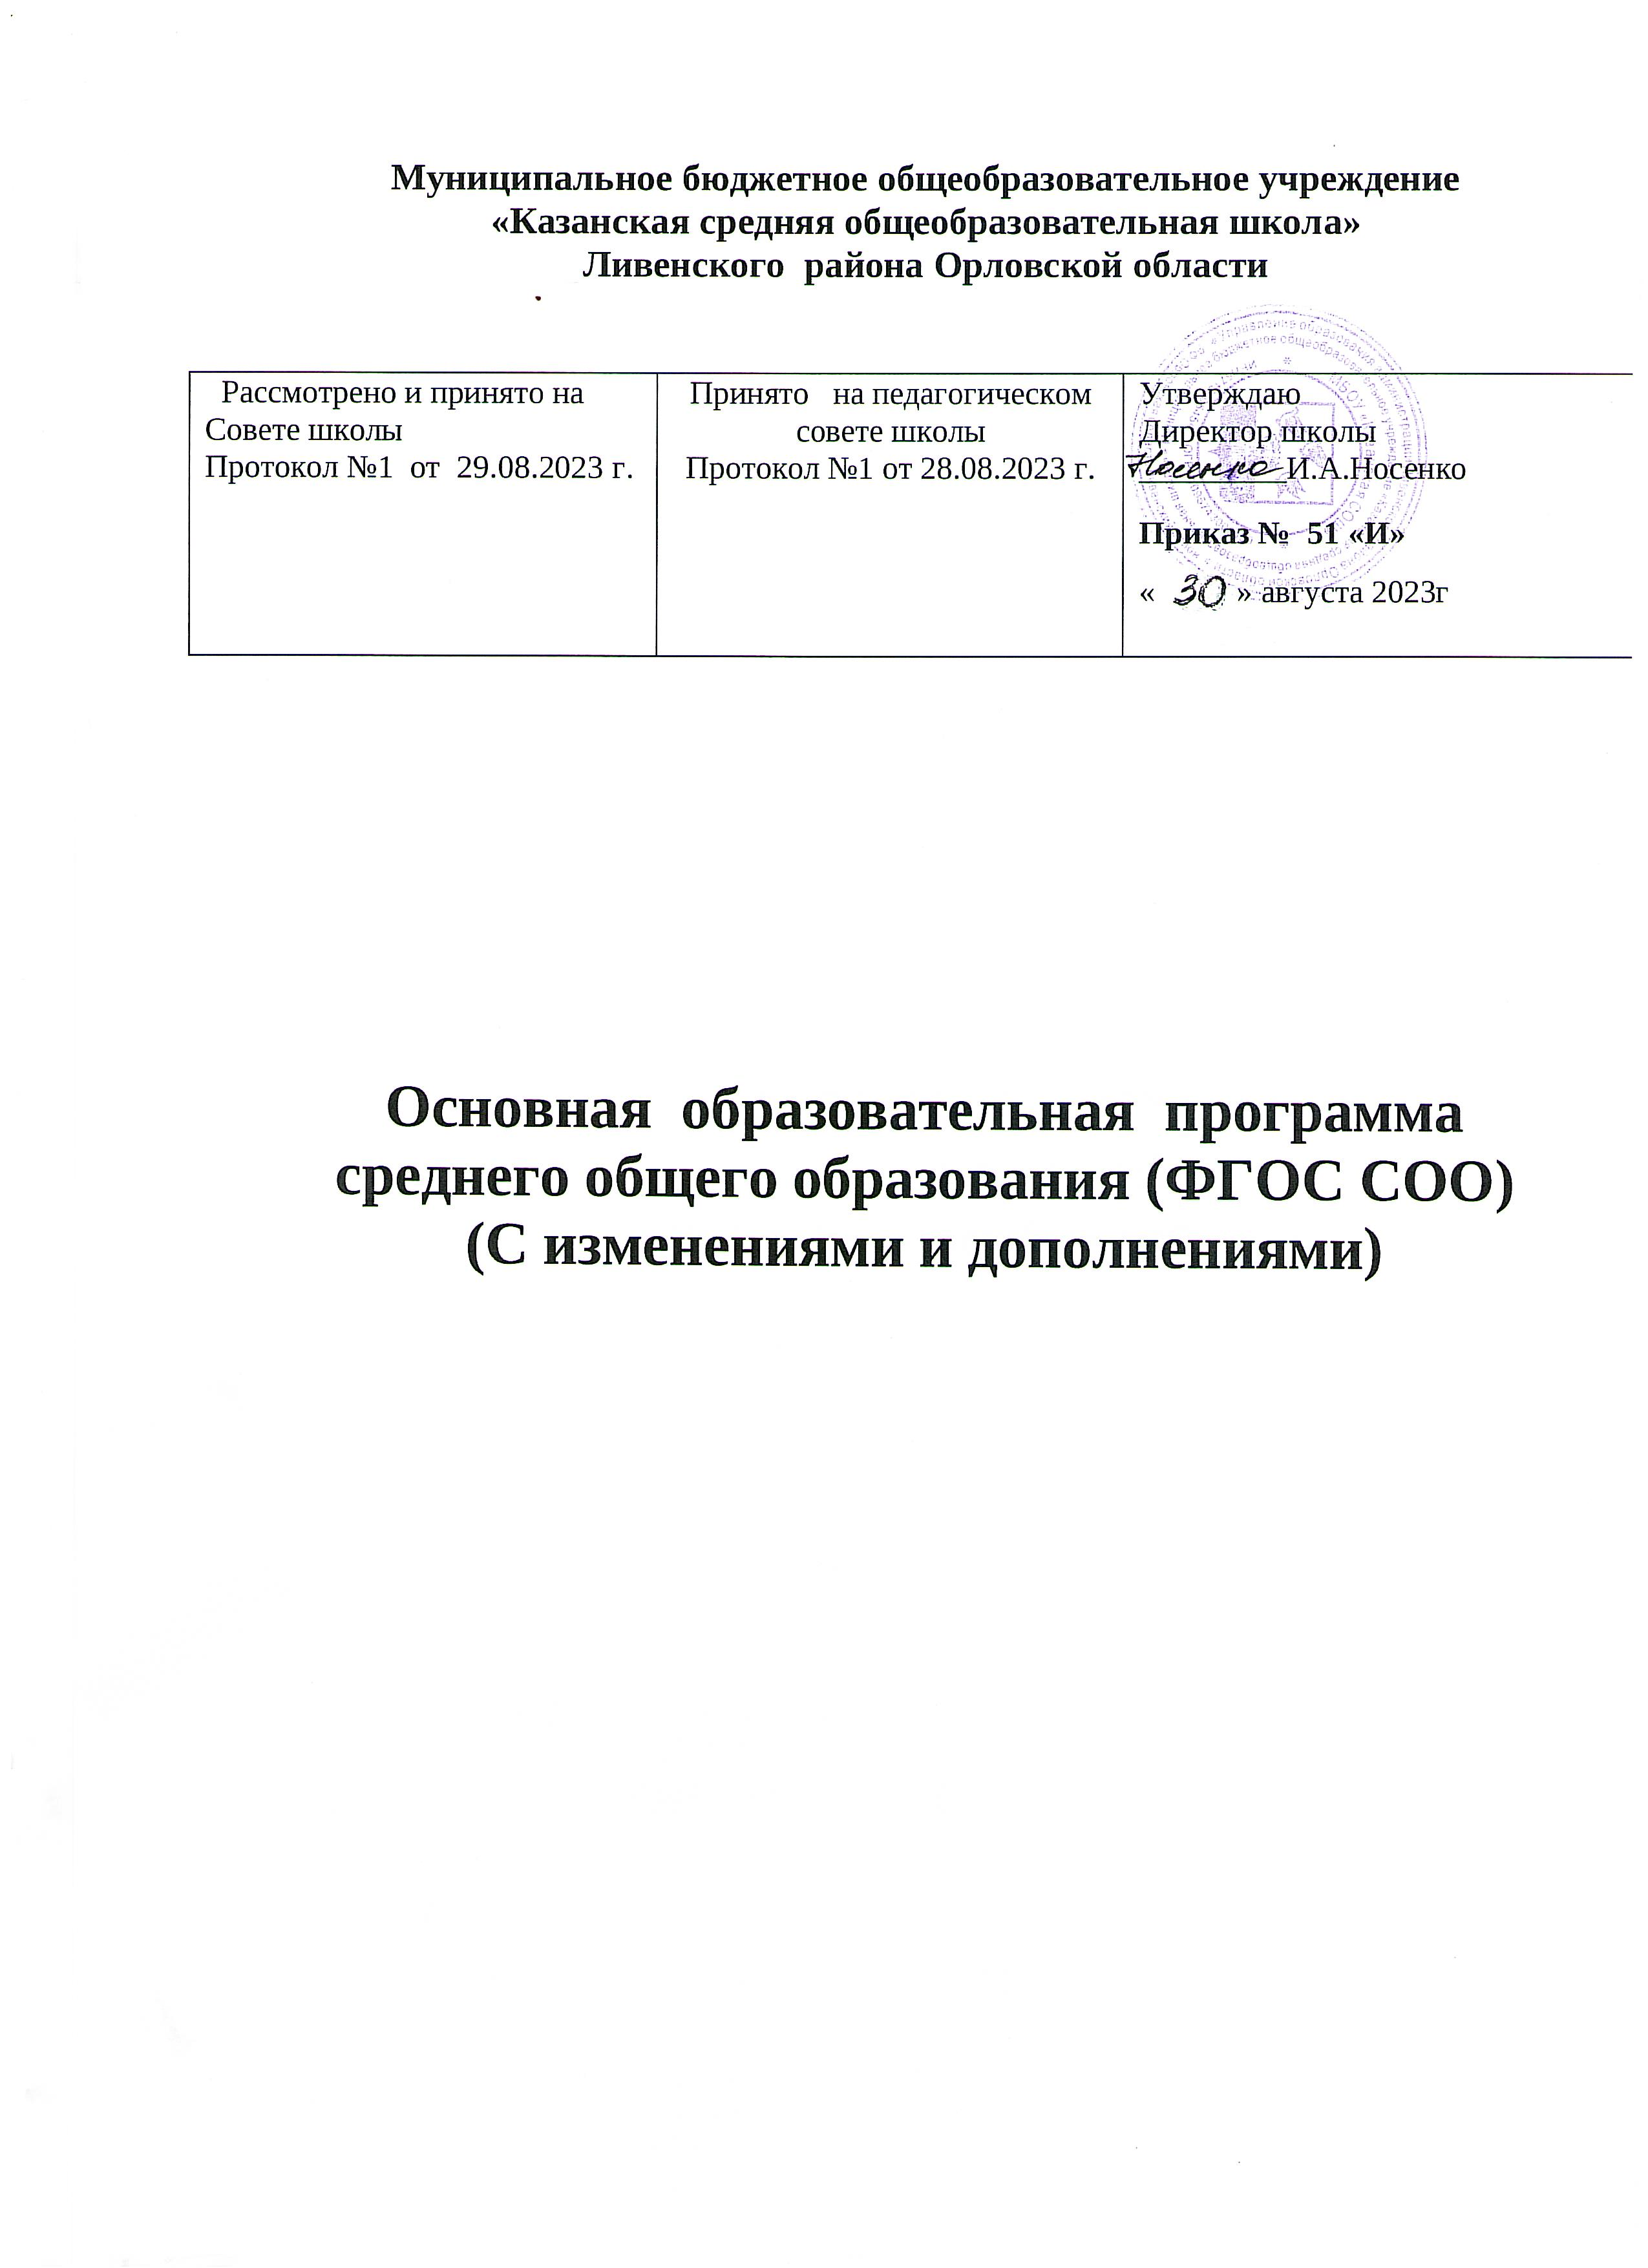 Муниципальное бюджетное общеобразовательное учреждение
«Казанская средняя общеобразовательная школа»
Ливенского района Орловской области
Рассмотрено и принято на
Совете школы
Протокол №1 от 29.08.2023 г.
Принято на педагогическом
совете школы
Протокол №1 от 28.08.2023 г.
Утверждаю
Директор школы
Носенко И.А.Носенко
Приказ № 51 «И»
« 30 » августа 2023г
Основная образовательная программа
среднего общего образования (ФГОС СОО)
(С изменениями и дополнениями)